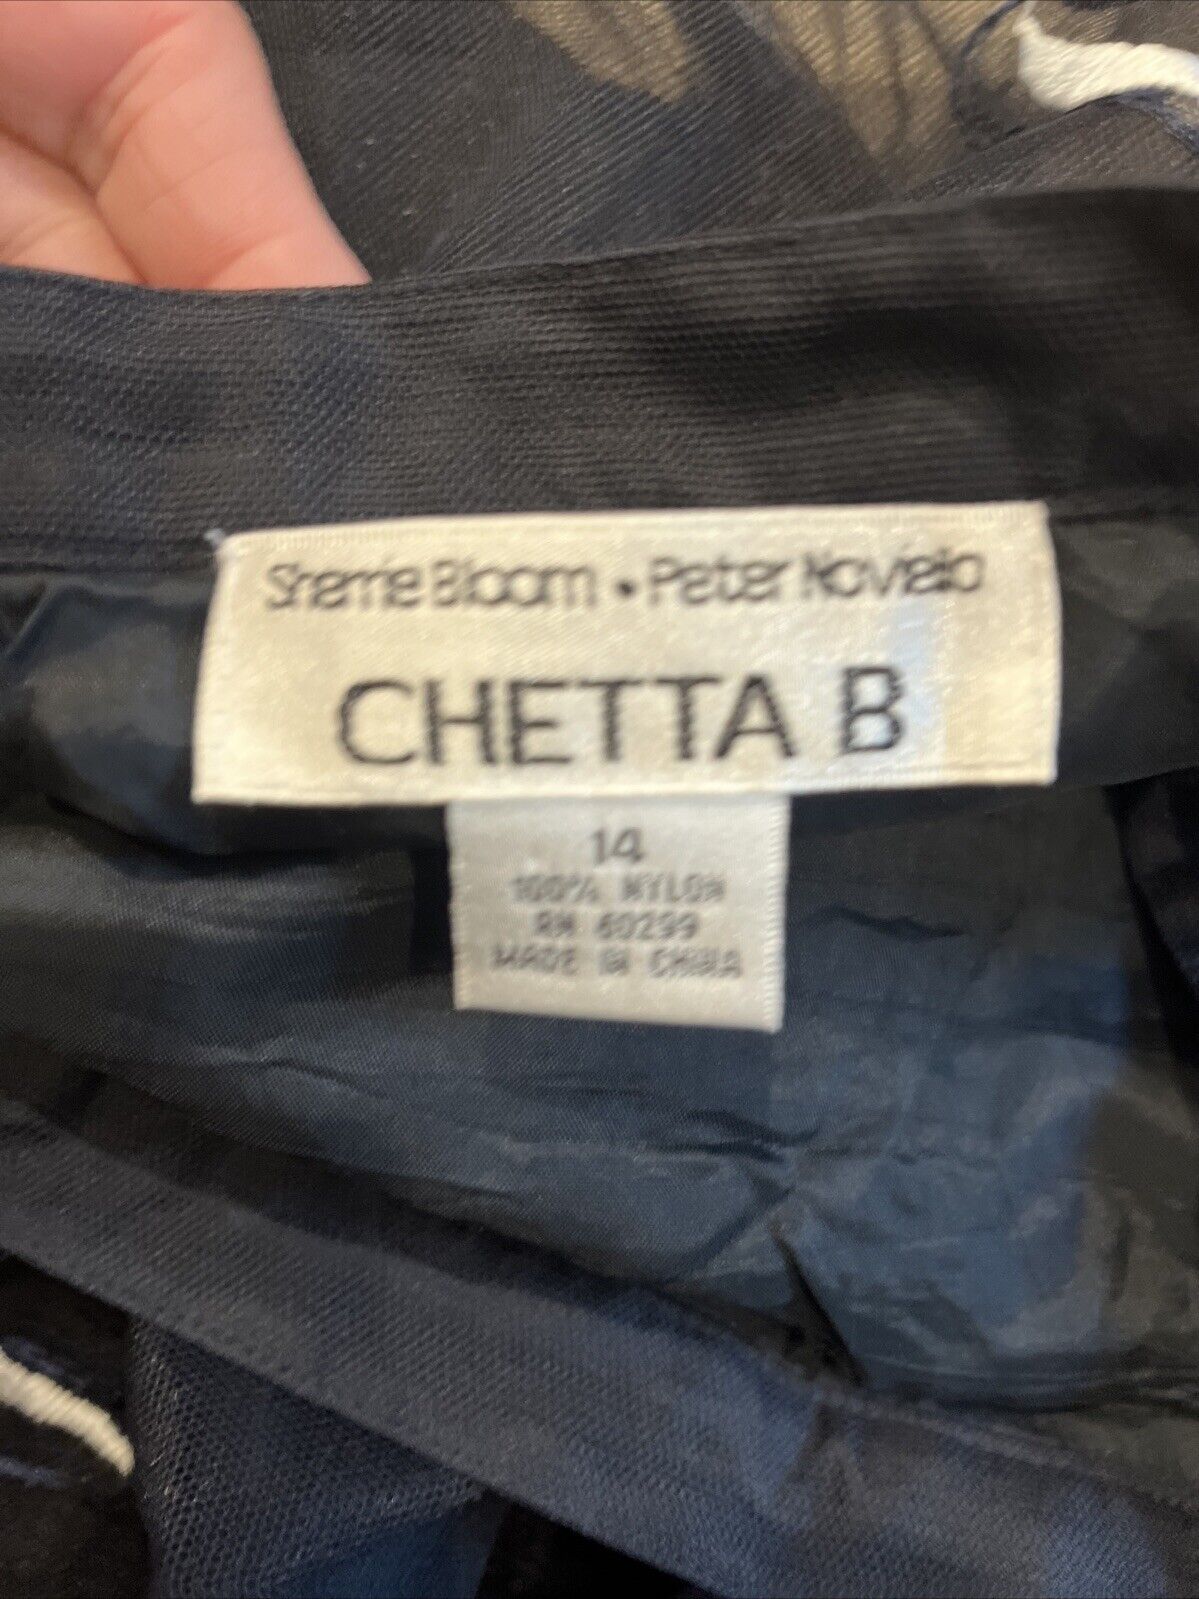 Sherrie Bloom • Peter Noviello
CHETTA B
14
100% NYLON
RN 60299
MADE IN CHINA